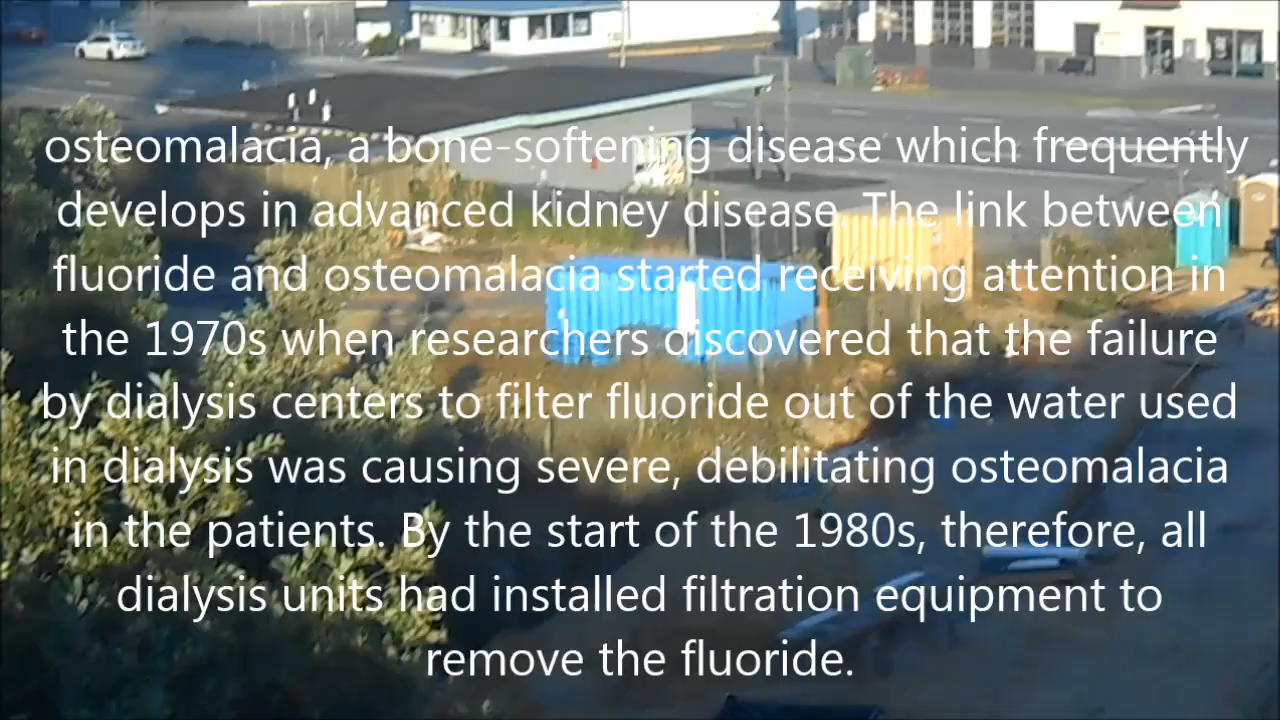 osteomalacia, a bone-softening disease which frequently
develops in advanced kidney disease. The link between
fluoride and osteomalacia started receiving attention in
the 1970s when researchers discovered that the failure
by dialysis centers to filter fluoride out of the water used
in dialysis was causing severe, debilitating osteomalacia
in the patients. By the start of the 1980s, therefore, all
dialysis units had installed filtration equipment to
remove the fluoride.